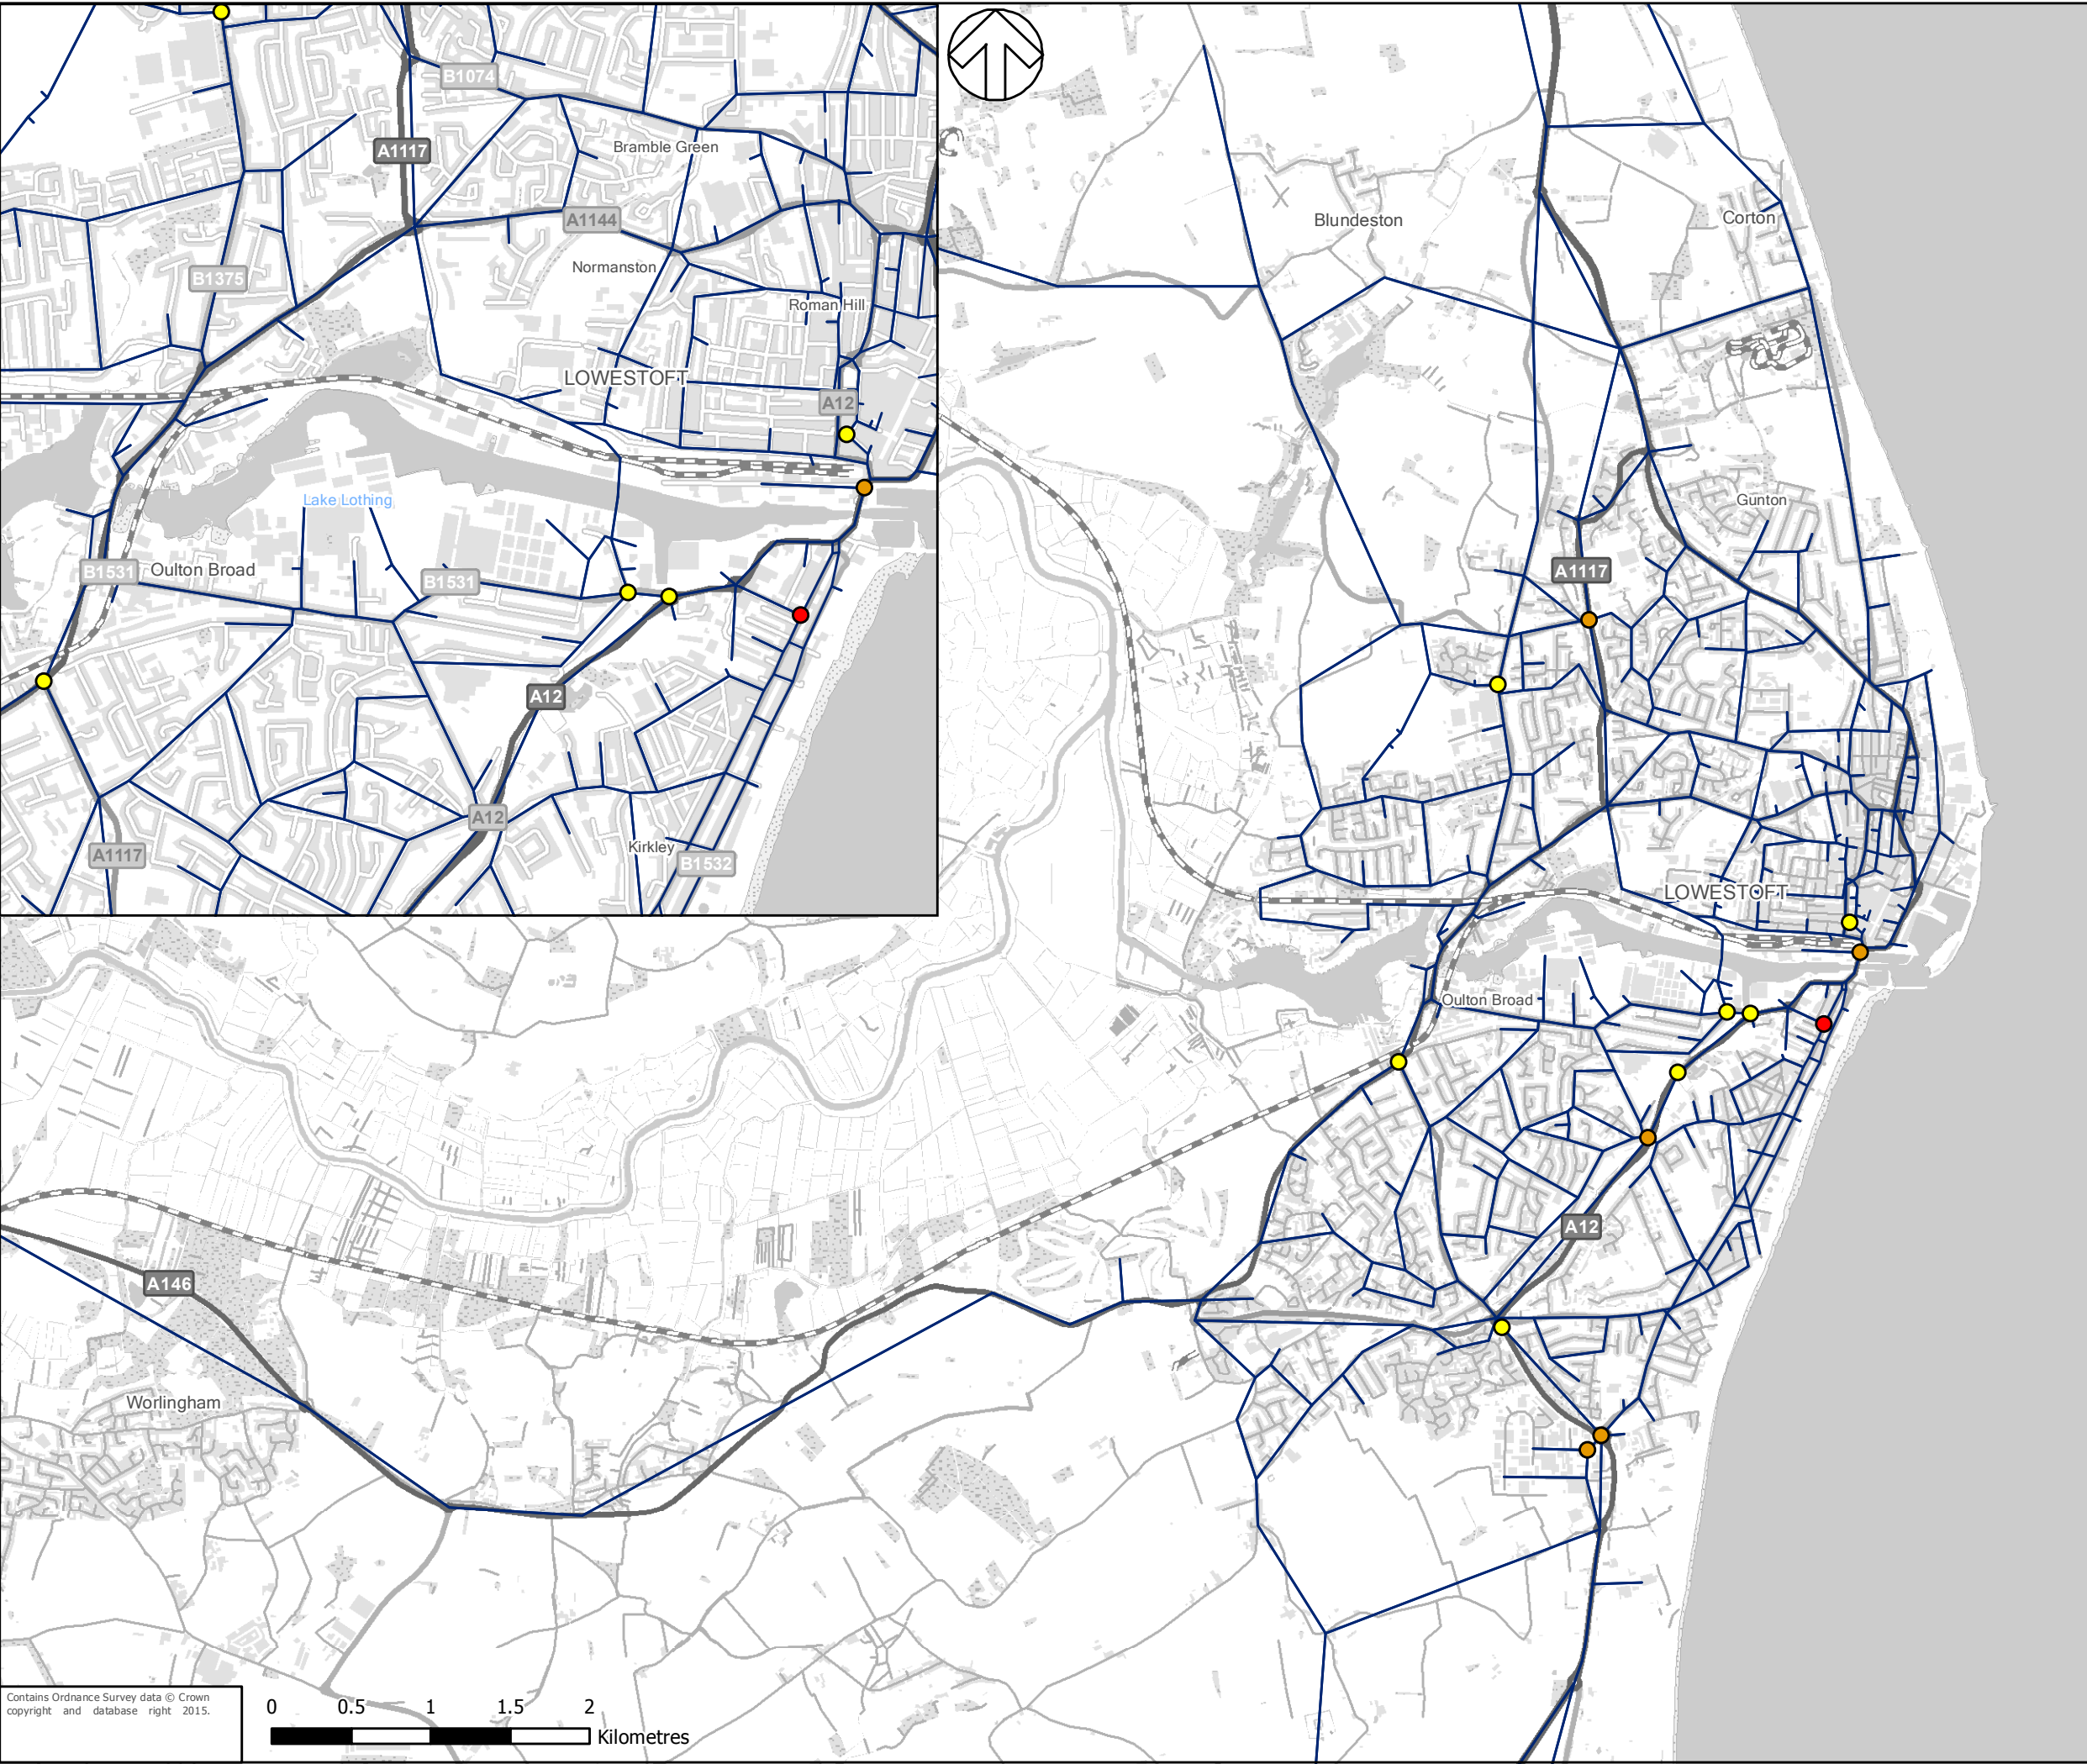 B1074
A1117
Bramble Green
A1144
Normanston
B1375
Roman Hill
LOWESTOFT
A12
Lake Lothing
B1531
Oulton Broad
B1531
A12
A12
A1117
Kirkley
B1532
Blundeston
Corton
Gunton
A1117
LOWESTOFT
Oulton Broad
A12
A146
Worlingham
Contains Ordnance Survey data © Crown
copyright and database right 2015.
0 0.5 1 1.5 2
Kilometres